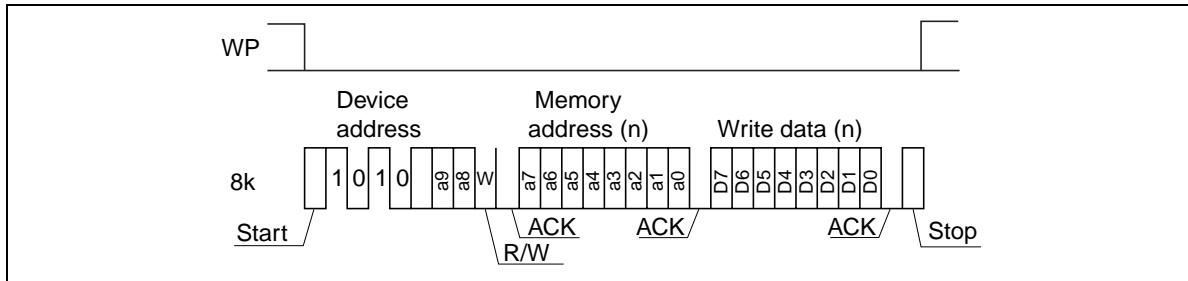 WP
Device address
Memory address (n)
Write data (n)
8k
1 0 1 0 a9 a8 W a7 a6 a5 a4 a3 a2 a1 a0 D7 D6 D5 D4 D3 D2 D1 D0
Start
R/W
ACK
ACK
ACK
Stop